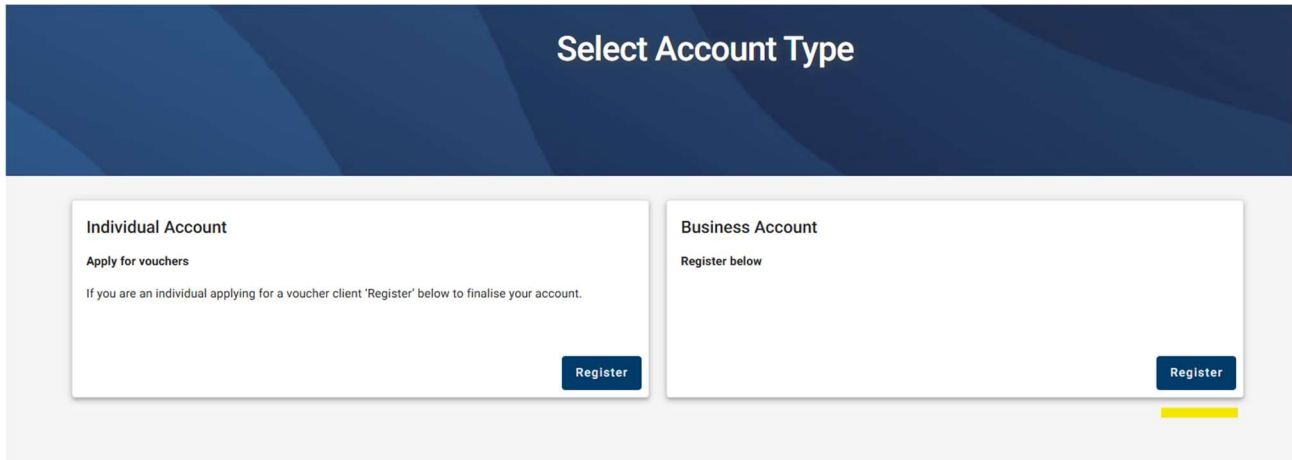 Select Account Type
Individual Account
Apply for vouchers
If you are an individual applying for a voucher client 'Register' below to finalise your account.
Register
Business Account
Register below
Register